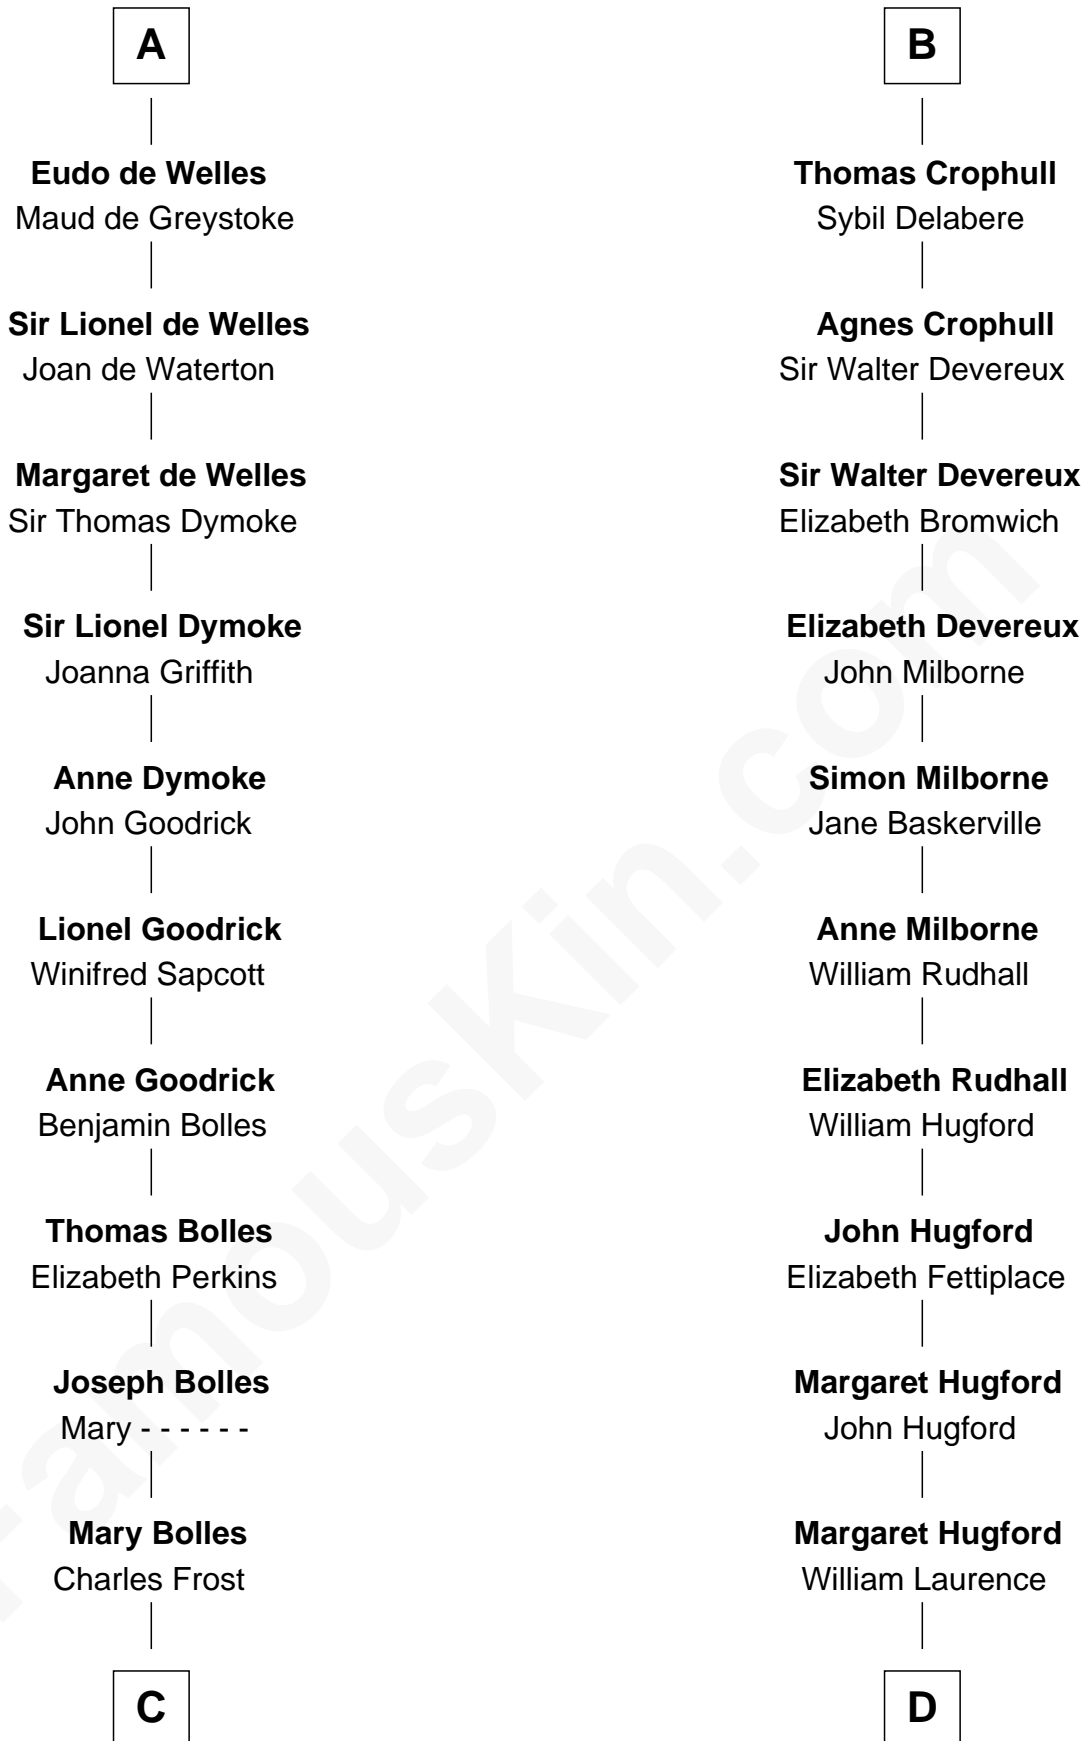 A
Eudo de Welles
Maud de Greystoke
Sir Lionel de Welles
Joan de Waterton
Margaret de Welles
Sir Thomas Dymoke
Sir Lionel Dymoke
Joanna Griffith
Anne Dymoke
John Goodrick
Lionel Goodrick
Winifred Sapcott
Anne Goodrick
Benjamin Bolles
Thomas Bolles
Elizabeth Perkins
Joseph Bolles
Mary - - - - - -
Mary Bolles
Charles Frost
C
B
Thomas Crophull
Sybil Delabere
Agnes Crophull
Sir Walter Devereux
Sir Walter Devereux
Elizabeth Bromwich
Elizabeth Devereux
John Milborne
Simon Milborne
Jane Baskerville
Anne Milborne
William Rudhall
Elizabeth Rudhall
William Hugford
John Hugford
Elizabeth Fettiplace
Margaret Hugford
John Hugford
Margaret Hugford
William Laurence
D
FamousKin.com